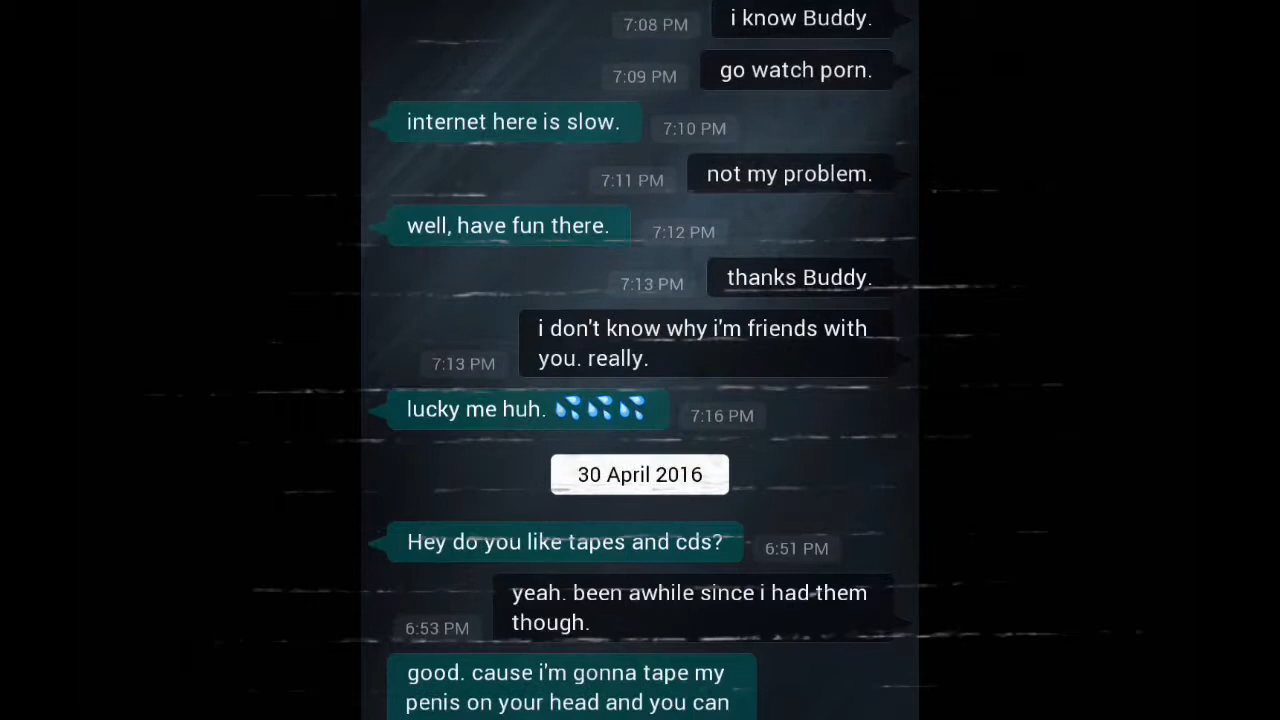 i know Buddy.
7:08 PM
go watch porn.
7:09 PM
internet here is slow.
7:10 PM
not my problem.
7:11 PM
well, have fun there.
7:12 PM
thanks Buddy.
7:13 PM
i don't know why i'm friends with
you. really.
7:13 PM
lucky me huh. 💦💦💦
7:16 PM
30 April 2016
Hey do you like tapes and cds?
6:51 PM
yeah. been awhile since i had them
though.
6:53 PM
good. cause i'm gonna tape my
penis on your head and you can